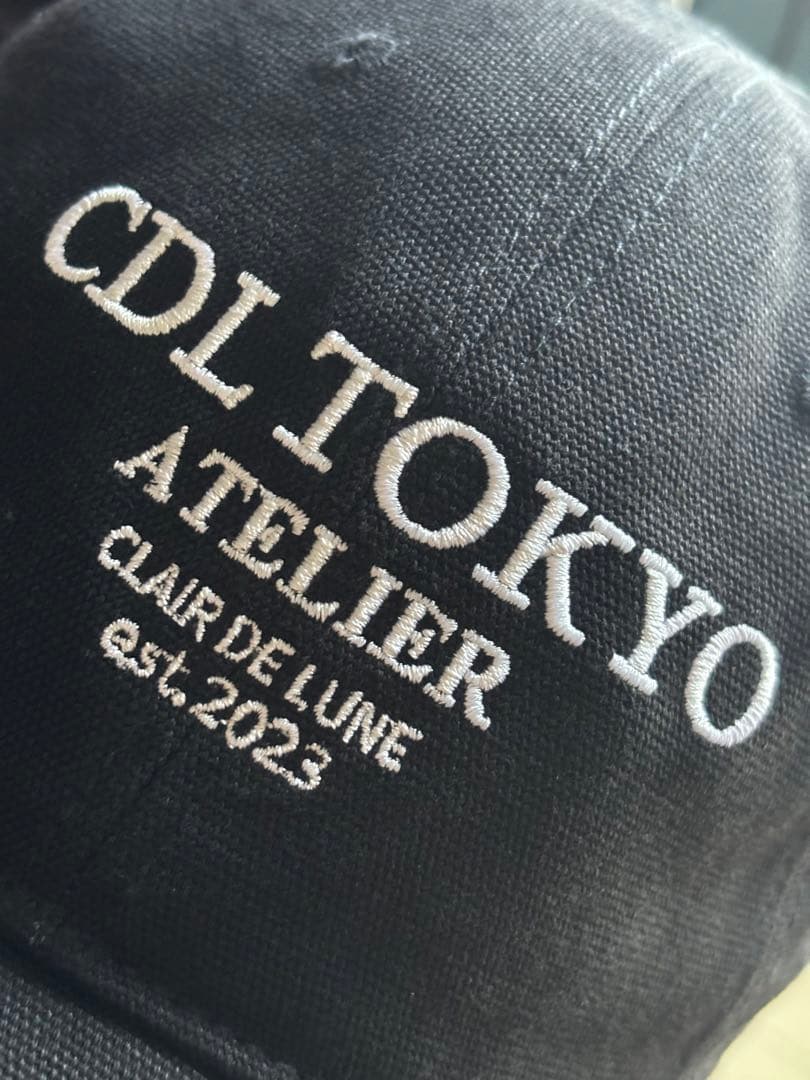 CDL TOKYO
ATELIER
CLAIR DE LUNE
est.2023